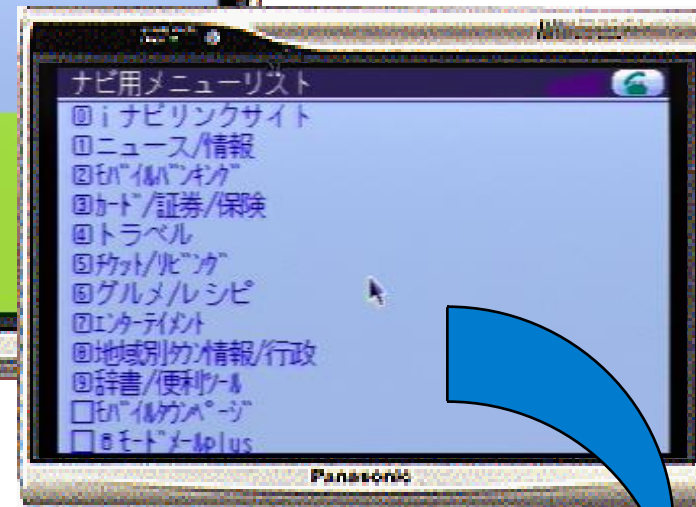 ナビ用メニューリスト
0 iナビリンクサイト
1 ニュース/情報
2 ﾓﾊﾞｲﾙﾊﾞﾝｷﾝｸﾞ
3 ｶｰﾄﾞ/証券/保険
4 トラベル
5 ﾁｹｯﾄ/ﾘﾋﾞﾝｸﾞ
6 グルメ/レシピ
7 ｴﾝﾀｰﾃｲﾒﾝﾄ
8 地域別ﾀｳﾝ情報/行政
9 辞書/便利ﾂｰﾙ
□ﾓﾊﾞｲﾙﾀｳﾝﾍﾟｰｼﾞ
□iﾓｰﾄﾞﾒｰﾙplus
Panasonic